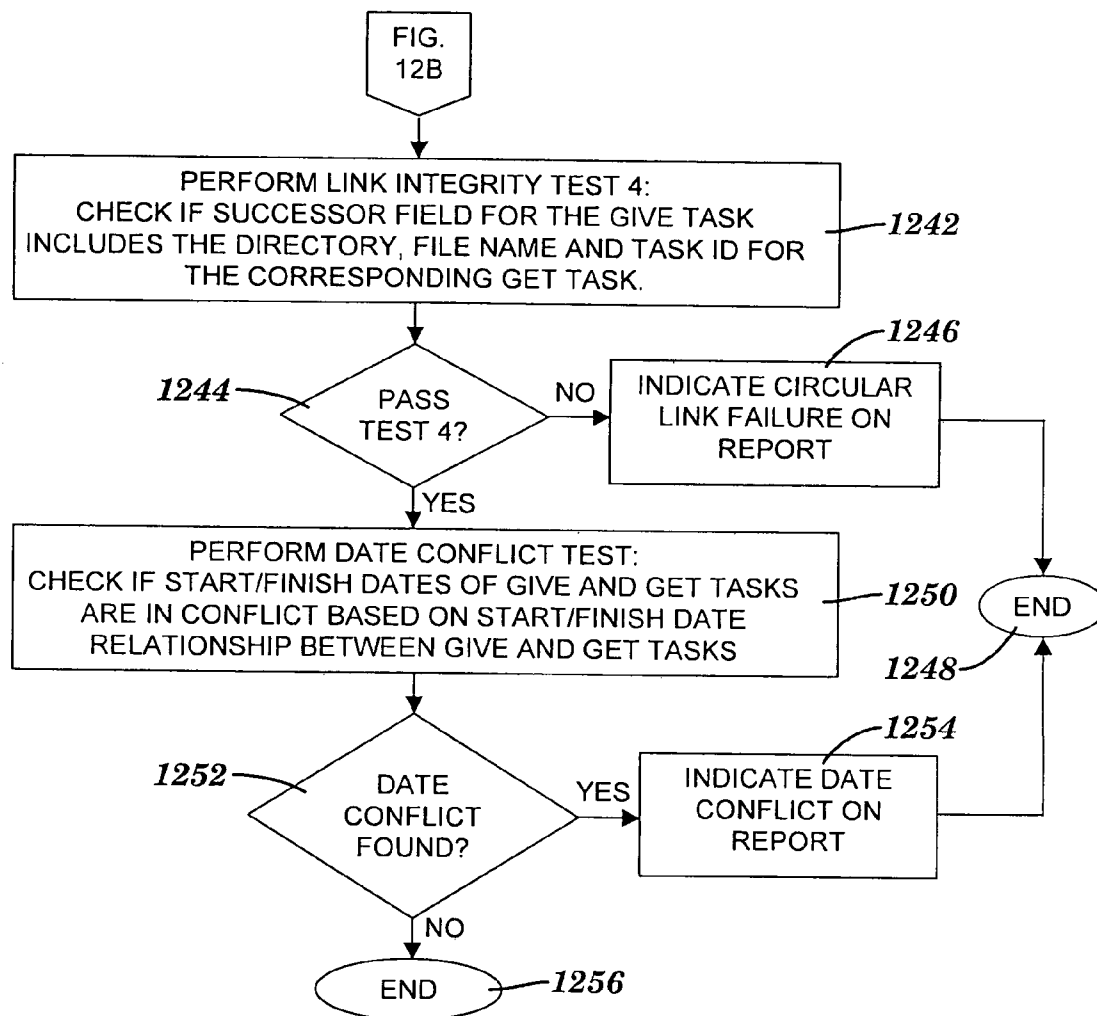 FIG.
12B
PERFORM LINK INTEGRITY TEST 4:
CHECK IF SUCCESSOR FIELD FOR THE GIVE TASK
INCLUDES THE DIRECTORY, FILE NAME AND TASK ID FOR
THE CORRESPONDING GET TASK.
1242
1244
PASS
TEST 4?
NO
1246
INDICATE CIRCULAR
LINK FAILURE ON
REPORT
YES
PERFORM DATE CONFLICT TEST:
CHECK IF START/FINISH DATES OF GIVE AND GET TASKS
ARE IN CONFLICT BASED ON START/FINISH DATE
RELATIONSHIP BETWEEN GIVE AND GET TASKS
1250
END
1248
1252
DATE
CONFLICT
FOUND?
YES
1254
INDICATE DATE
CONFLICT ON
REPORT
NO
END
1256